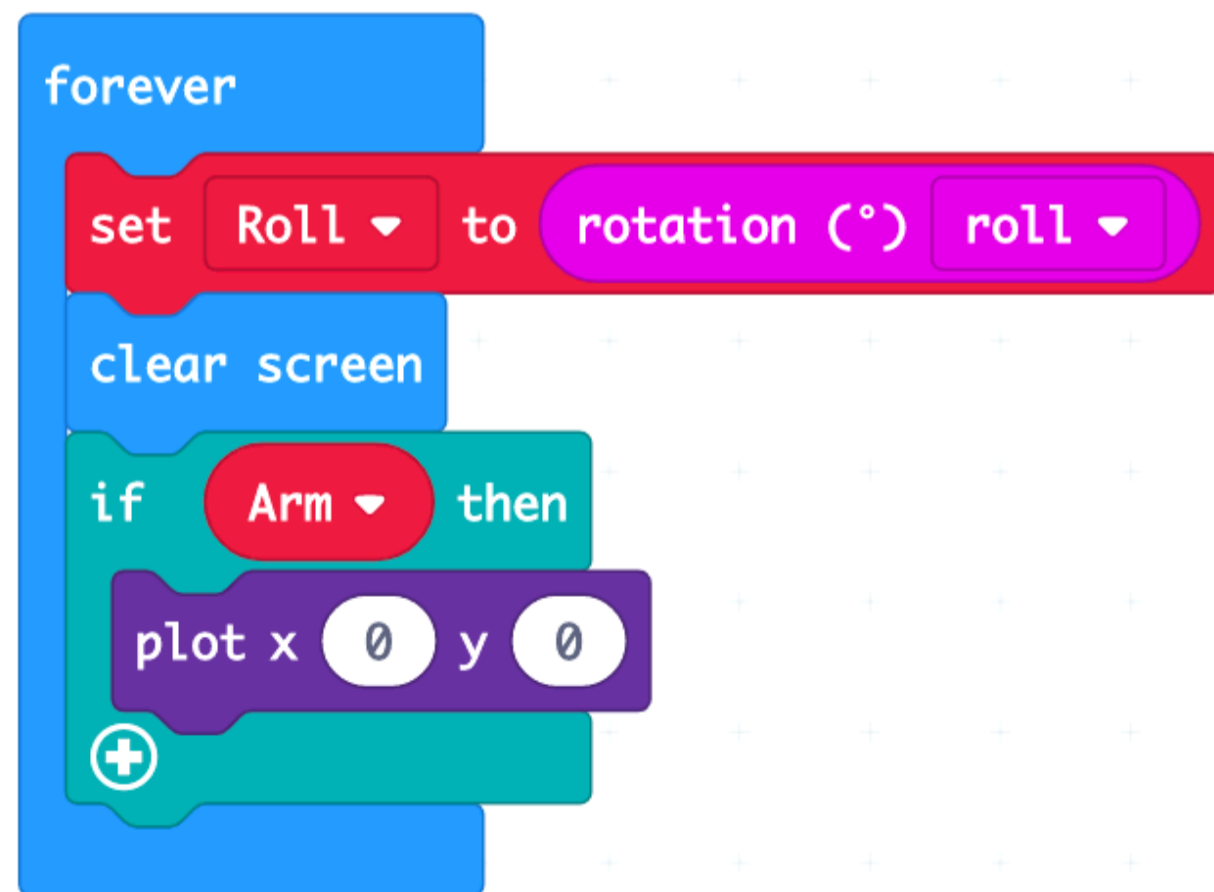 forever
set Roll to rotation (°) roll
clear screen
if Arm then
plot x 0 y 0